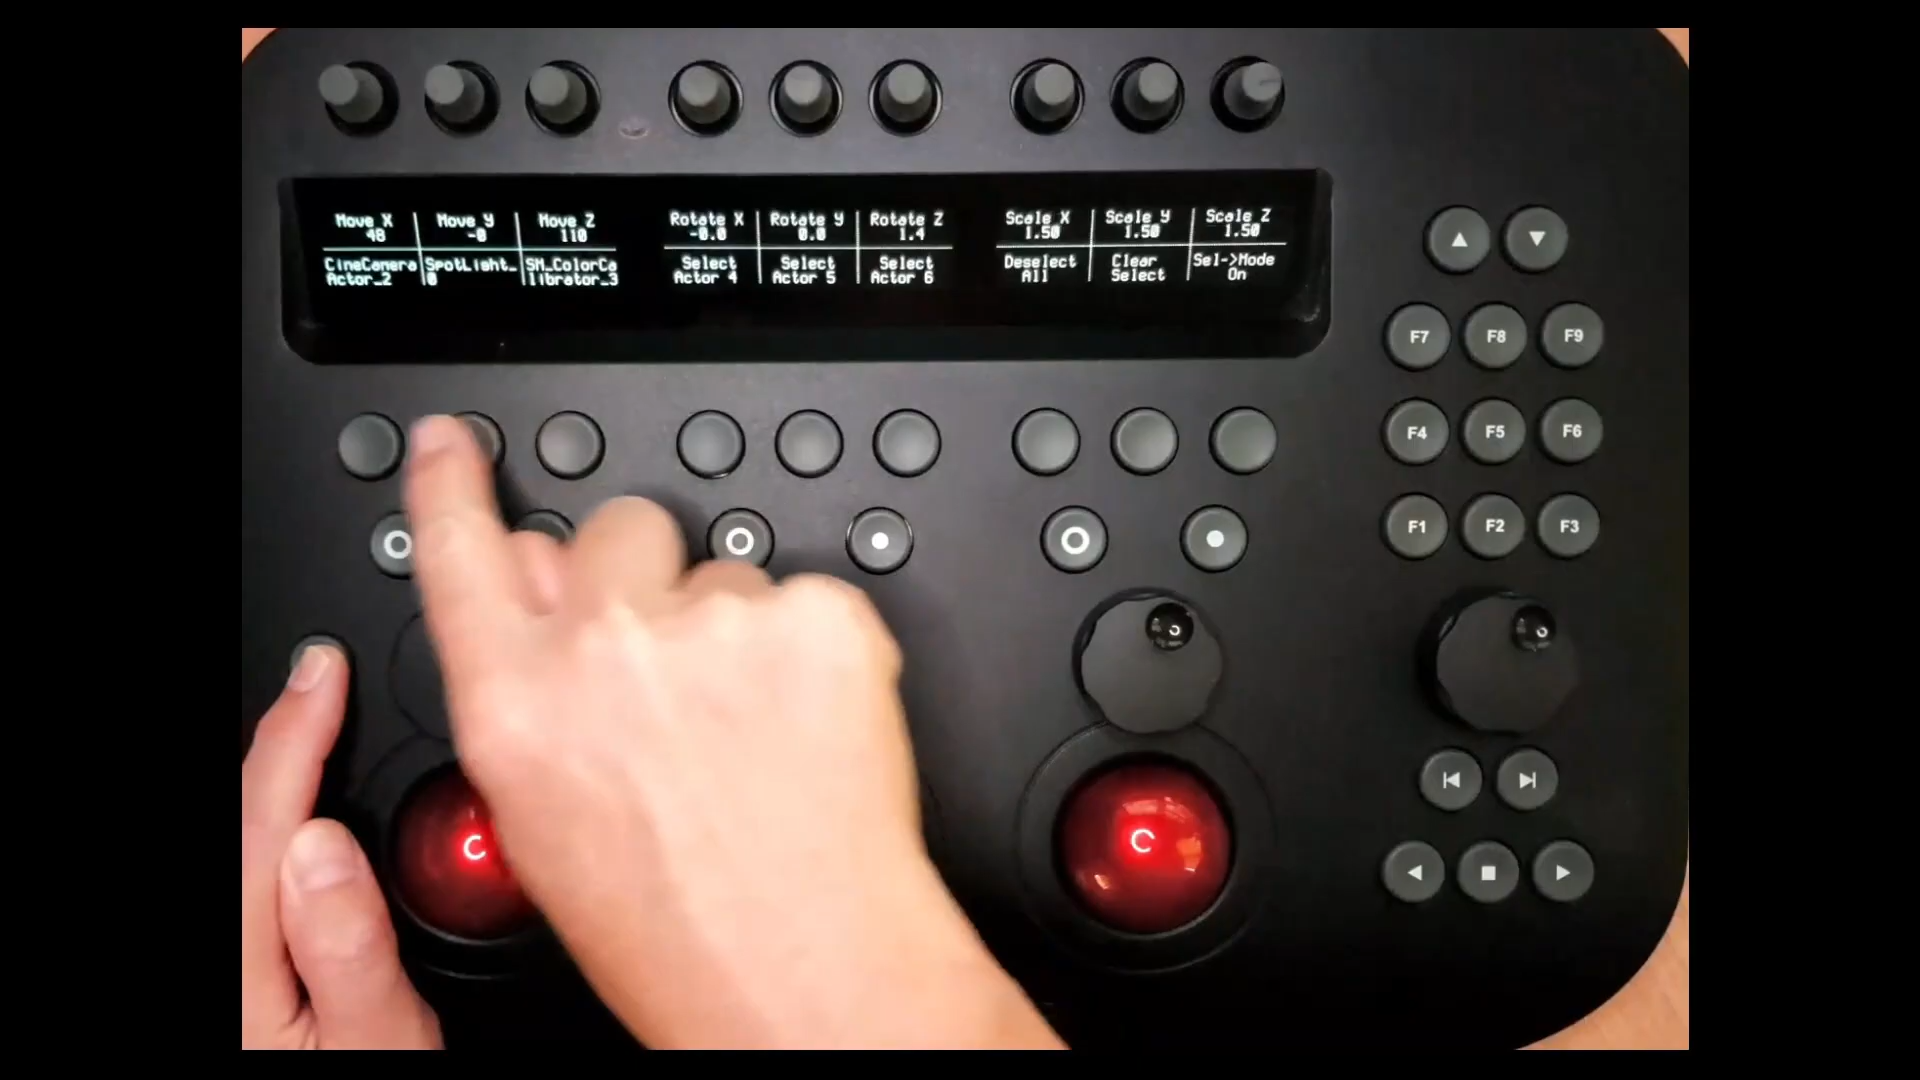 Move X Move Y Move Z Rotate X Rotate Y Rotate Z Scale X Scale Y Scale Z
48 -0 110 -0.0 0.0 1.4 1.50 1.50 1.50
CineCamera SpotLight_ SM_ColorCa Select Select Select Deselect Clear Sel->Mode
Actor_2 0 librator_3 Actor 4 Actor 5 Actor 6 All Select On
F7 F8 F9
F4 F5 F6
F1 F2 F3